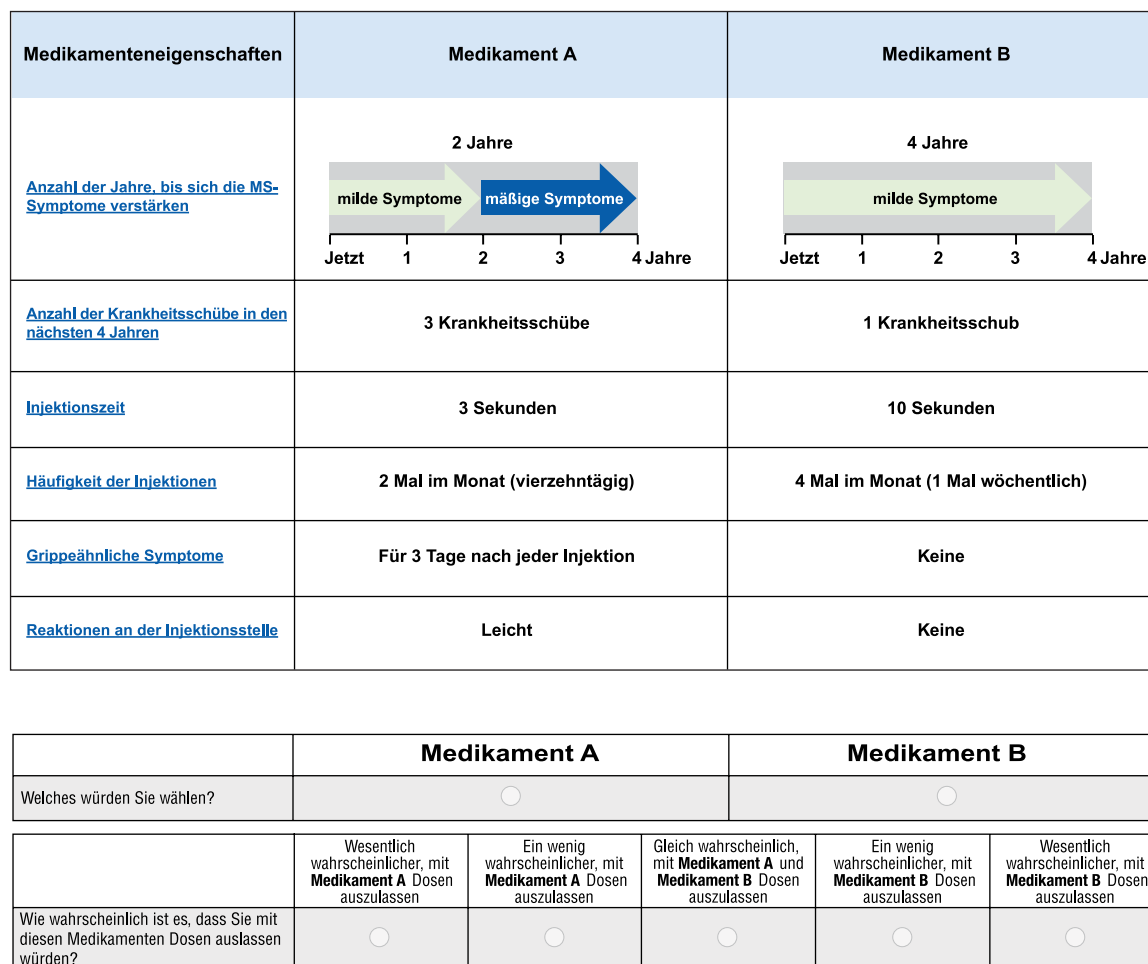 Medikamenteneigenschaften Medikament A Medikament B
2 Jahre 4 Jahre
Anzahl der Jahre, bis sich die MS-
Symptome verstärken
milde Symptome mäßige Symptome milde Symptome
Jetzt 1 2 3 4 Jahre Jetzt 1 2 3 4 Jahre
Anzahl der Krankheitsschübe in den
nächsten 4 Jahren
3 Krankheitsschübe 1 Krankheitsschub
Injektionszeit 3 Sekunden 10 Sekunden
Häufigkeit der Injektionen 2 Mal im Monat (vierzehntägig) 4 Mal im Monat (1 Mal wöchentlich)
Grippeähnliche Symptome Für 3 Tage nach jeder Injektion Keine
Reaktionen an der Injektionsstelle Leicht Keine
Medikament A Medikament B
Welches würden Sie wählen?
Wesentlich
wahrscheinlicher, mit
Medikament A Dosen
auszulassen
Ein wenig
wahrscheinlicher, mit
Medikament A Dosen
auszulassen
Gleich wahrscheinlich,
mit Medikament A und
Medikament B Dosen
auszulassen
Ein wenig
wahrscheinlicher, mit
Medikament B Dosen
auszulassen
Wesentlich
wahrscheinlicher, mit
Medikament B Dosen
auszulassen
Wie wahrscheinlich ist es, dass Sie mit
diesen Medikamenten Dosen auslassen
würden?